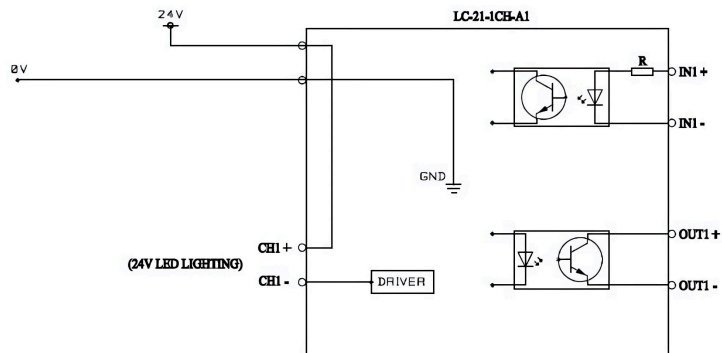 24V
LC-21-1CH-A1
0V
R
IN1 +
IN1 -
GND
CH1 +
OUT1 +
(24V LED LIGHTING)
CH1 -
DRIVER
OUT1 -